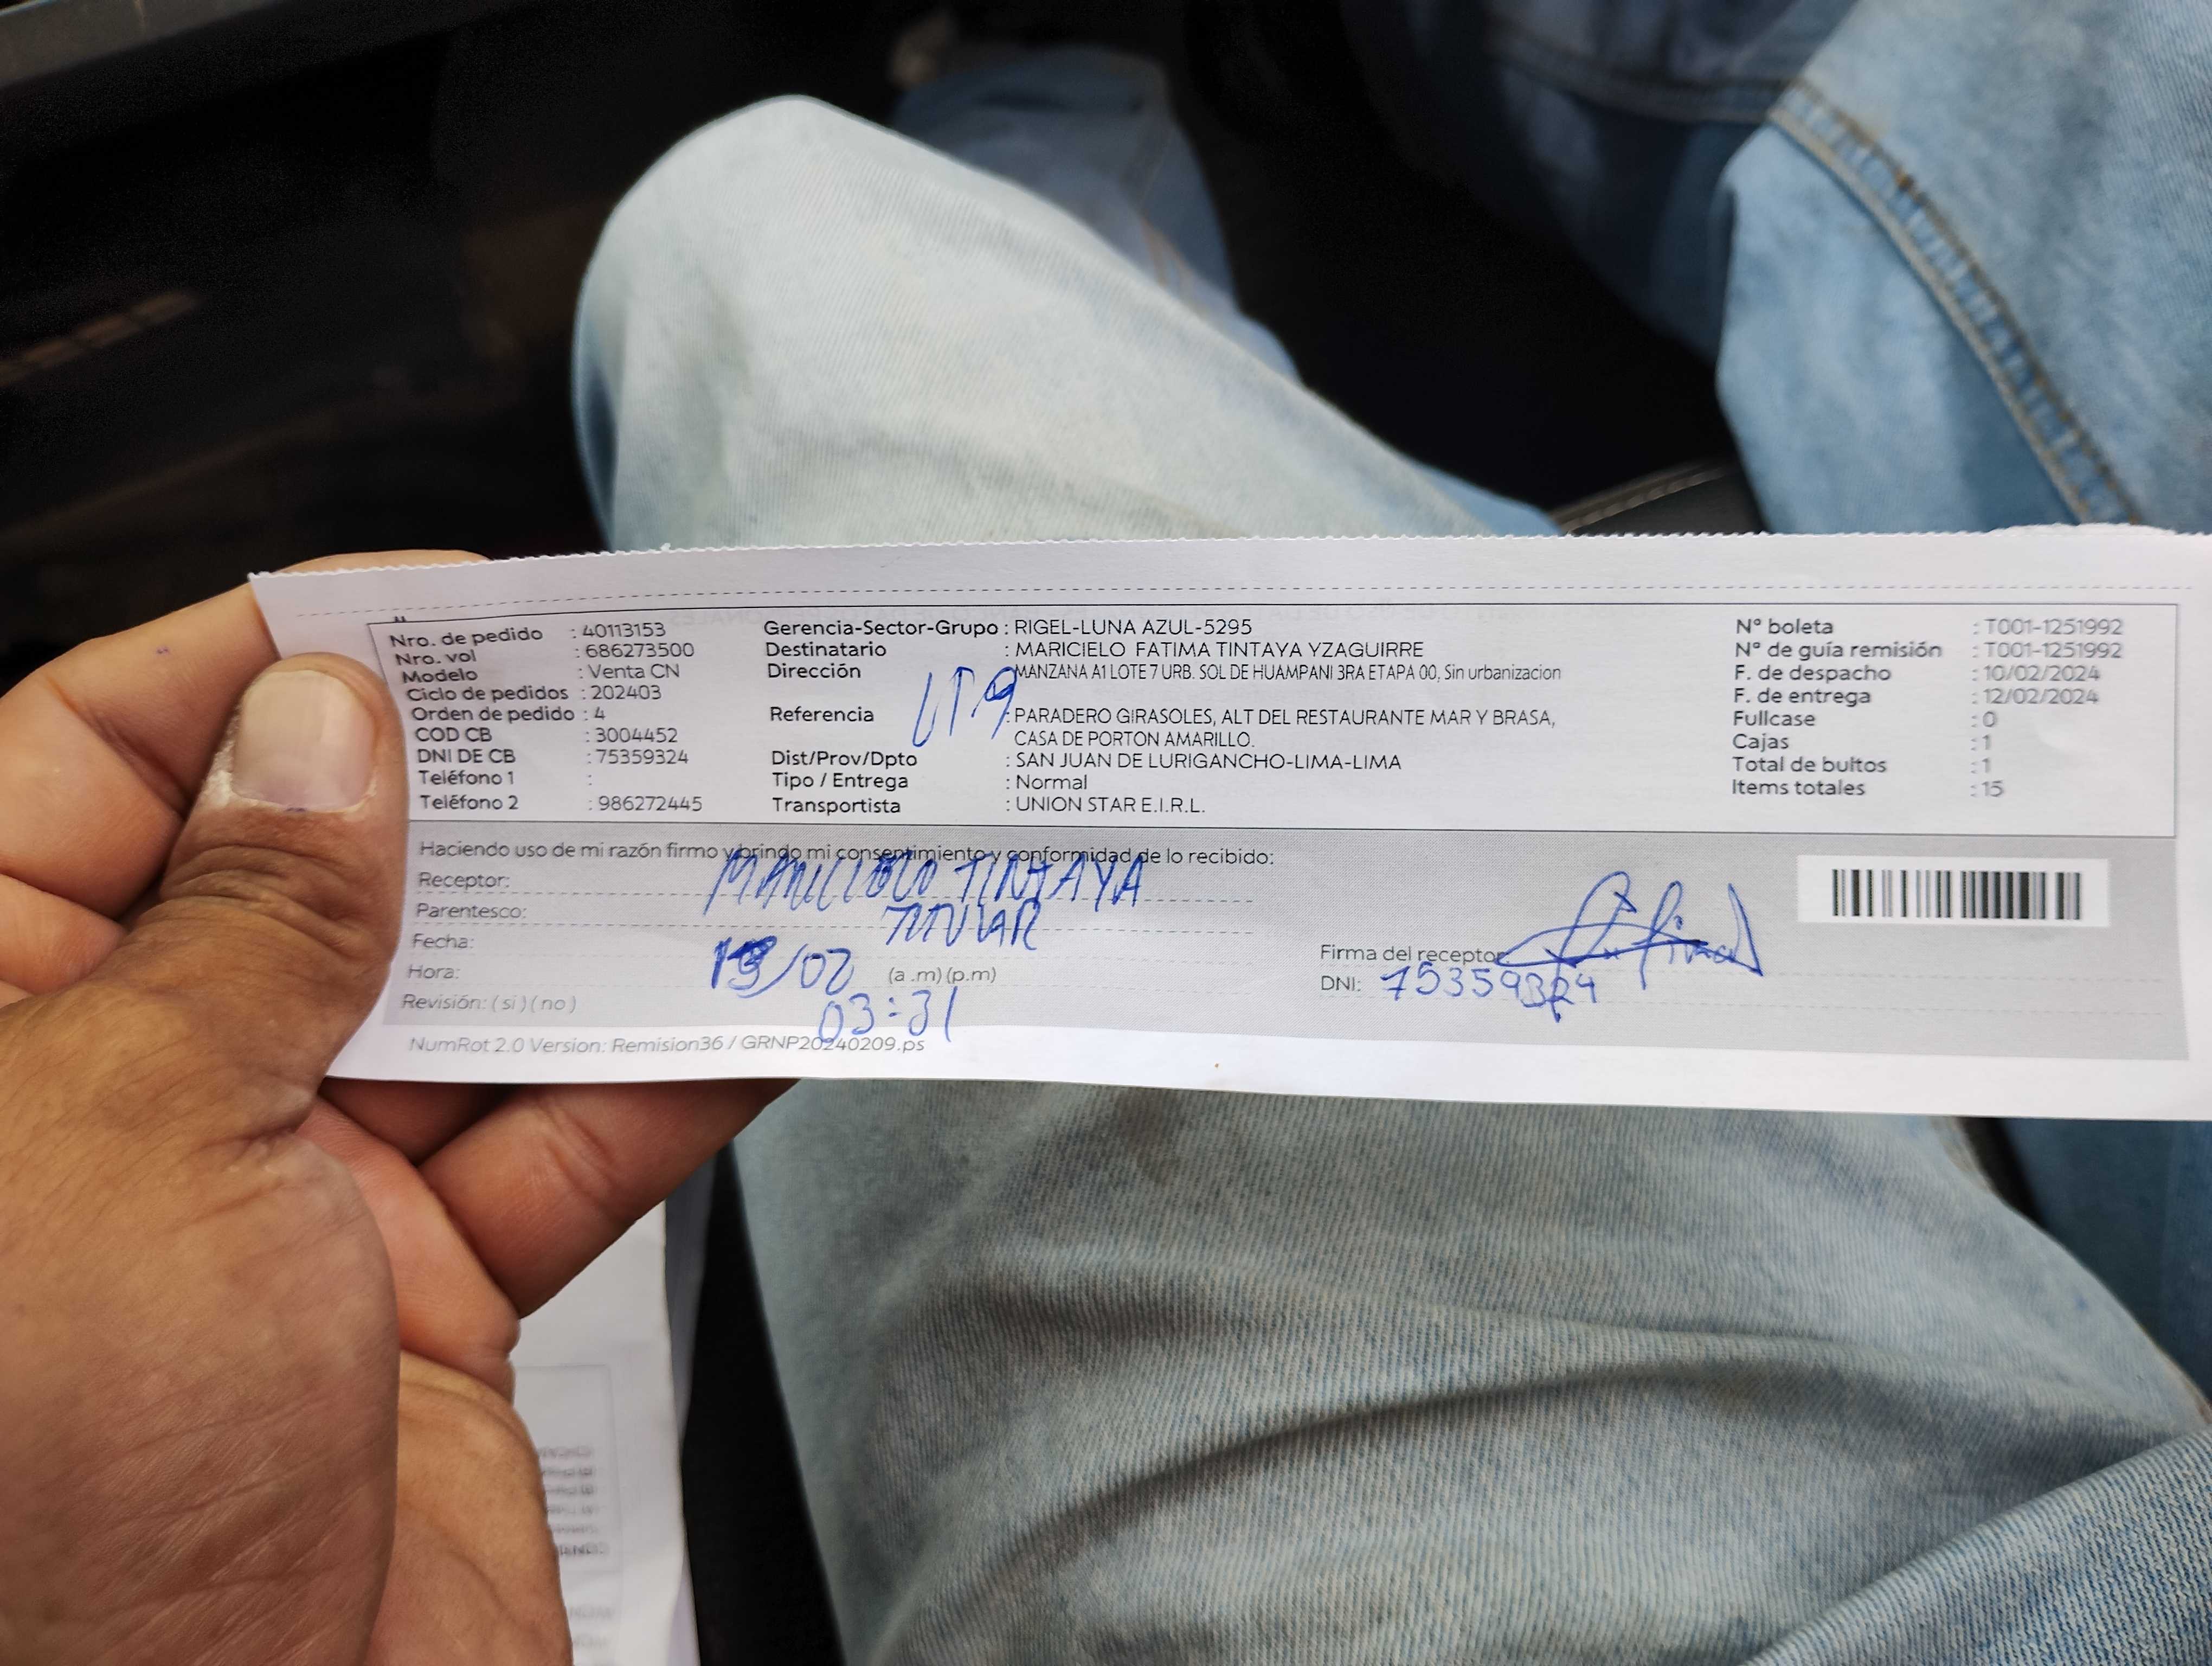 Nro. de pedido : 40113153
Nro. vol : 686273500
Modelo : Venta CN
Ciclo de pedidos : 202403
Orden de pedido : 4
COD CB : 3004452
DNI DE CB : 75359324
Teléfono 1 :
Teléfono 2 : 986272445
Gerencia-Sector-Grupo : RIGEL-LUNA AZUL-5295
Destinatario : MARICIELO FATIMA TINTAYA YZAGUIRRE
Dirección : MANZANA A1 LOTE 7 URB. SOL DE HUAMPANI 3RA ETAPA 00, Sin urbanizacion
Referencia : PARADERO GIRASOLES, ALT DEL RESTAURANTE MAR Y BRASA,
CASA DE PORTON AMARILLO.
Dist/Prov/Dpto : SAN JUAN DE LURIGANCHO-LIMA-LIMA
Tipo / Entrega : Normal
Transportista : UNION STAR E.I.R.L.
N° boleta : T001-1251992
N° de guía remisión : T001-1251992
F. de despacho : 10/02/2024
F. de entrega : 12/02/2024
Fullcase : 0
Cajas : 1
Total de bultos : 1
Items totales : 15
Haciendo uso de mi razón firmo y brindo mi consentimiento y conformidad de lo recibido:
Receptor: MARICIELO TINTAYA
Parentesco: TITULAR
Fecha: 13/02
Hora: (a.m) (p.m)
03:31
Revisión: ( si ) ( no )
Firma del receptor
DNI: 75359324
NumRot 2.0 Version: Remision36 / GRNP20240209.ps